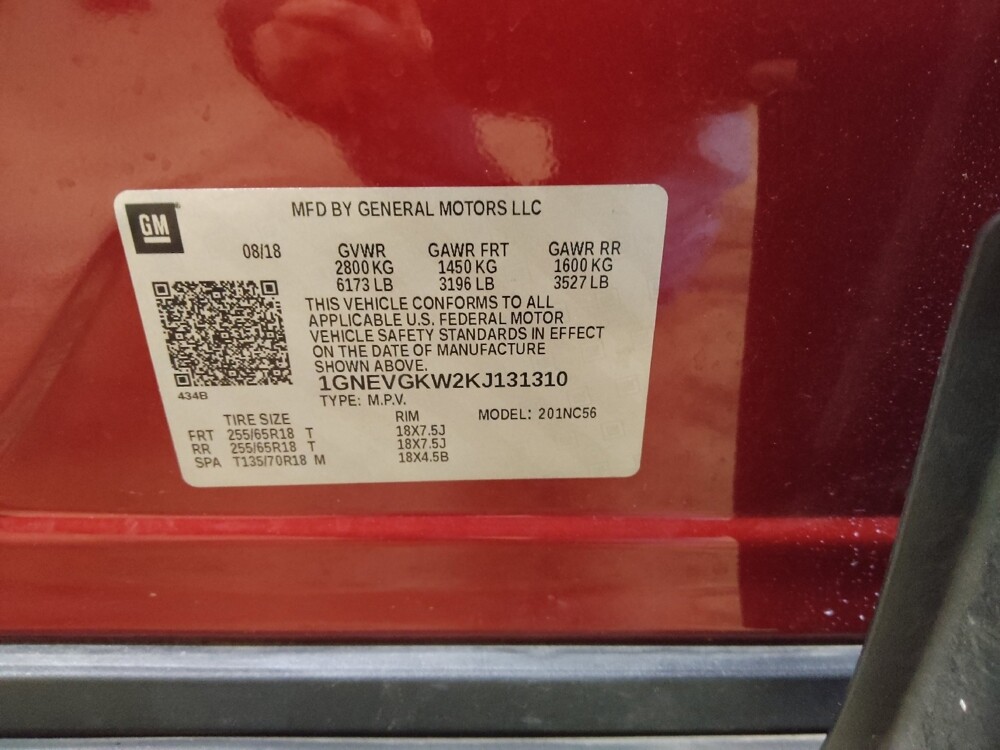 GM
MFD BY GENERAL MOTORS LLC
08/18 GVWR GAWR FRT GAWR RR
2800 KG 1450 KG 1600 KG
6173 LB 3196 LB 3527 LB
THIS VEHICLE CONFORMS TO ALL
APPLICABLE U.S. FEDERAL MOTOR
VEHICLE SAFETY STANDARDS IN EFFECT
ON THE DATE OF MANUFACTURE
SHOWN ABOVE.
1GNEVGKW2KJ131310
434B
TYPE: M.P.V. MODEL: 201NC56
TIRE SIZE RIM
FRT 255/65R18 T 18X7.5J
RR 255/65R18 T 18X7.5J
SPA T135/70R18 M 18X4.5B